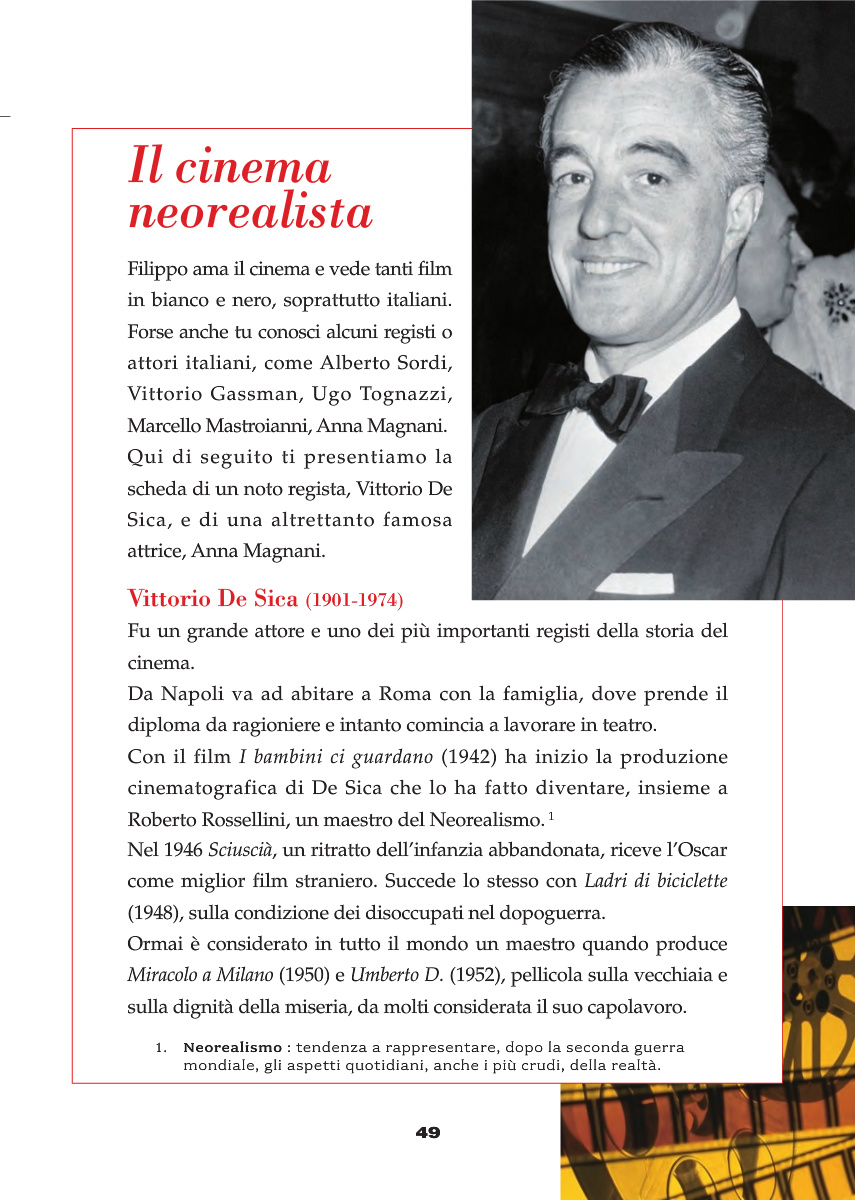 Il cinema
neorealista
Filippo ama il cinema e vede tanti film
in bianco e nero, soprattutto italiani.
Forse anche tu conosci alcuni registi o
attori italiani, come Alberto Sordi,
Vittorio Gassman, Ugo Tognazzi,
Marcello Mastroianni, Anna Magnani.
Qui di seguito ti presentiamo la
scheda di un noto regista, Vittorio De
Sica, e di una altrettanto famosa
attrice, Anna Magnani.
Vittorio De Sica (1901-1974)
Fu un grande attore e uno dei più importanti registi della storia del
cinema.
Da Napoli va ad abitare a Roma con la famiglia, dove prende il
diploma da ragioniere e intanto comincia a lavorare in teatro.
Con il film I bambini ci guardano (1942) ha inizio la produzione
cinematografica di De Sica che lo ha fatto diventare, insieme a
Roberto Rossellini, un maestro del Neorealismo. 1
Nel 1946 Sciuscià, un ritratto dell'infanzia abbandonata, riceve l'Oscar
come miglior film straniero. Succede lo stesso con Ladri di biciclette
(1948), sulla condizione dei disoccupati nel dopoguerra.
Ormai è considerato in tutto il mondo un maestro quando produce
Miracolo a Milano (1950) e Umberto D. (1952), pellicola sulla vecchiaia e
sulla dignità della miseria, da molti considerata il suo capolavoro.
1. Neorealismo : tendenza a rappresentare, dopo la seconda guerra
mondiale, gli aspetti quotidiani, anche i più crudi, della realtà.
49